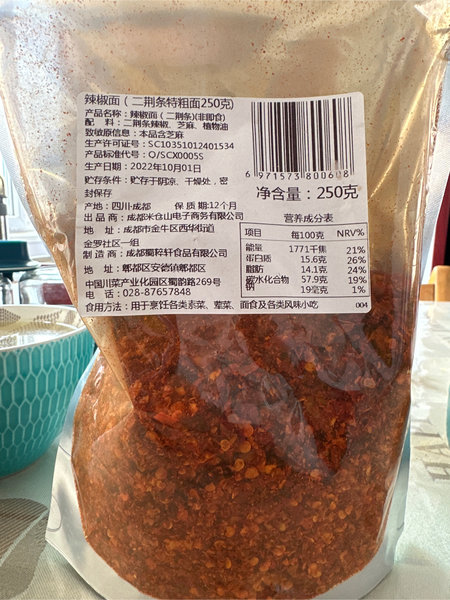 辣椒面（二荆条特粗面250克)
产品名称：辣椒面（二荆条)(非即食)
配 料：二荆条辣椒、芝麻、植物油
致敏原信息：本品含芝麻
生产许可证号：SC10351012401534
产品标准代号：Q/SCX0005S
生产日期：2022年10月01日
贮存条件：贮存于阴凉、干燥处，密
封保存
产地：四川·成都 保质期:12个月
出品商：成都米仓山电子商务有限公司
地 址：成都市金牛区西华街道
金罗社区一组
制造商：成都蜀粹轩食品有限公司
地 址：郫都区安德镇郫都区
中国川菜产业化园区蜀韵路269号
电 话：028-87657848
食用方法：用于烹饪各类素菜、荤菜、面食及各类风味小吃
004
6 971573 800608
净含量：250克
营养成分表
项目 每100克 NRV%
能量 1771千焦 21%
蛋白质 15.6克 26%
脂肪 14.1克 24%
碳水化合物 57.9克 19%
钠 19毫克 1%